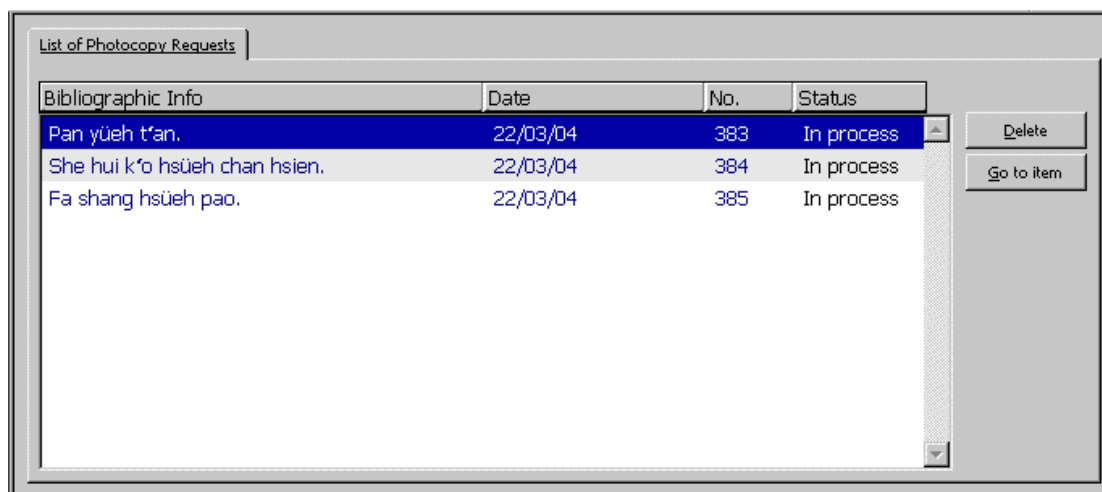 List of Photocopy Requests
Bibliographic Info Date No. Status
Pan yüeh tʻan. 22/03/04 383 In process
Delete
She hui kʻo hsüeh chan hsien. 22/03/04 384 In process
Go to item
Fa shang hsüeh pao. 22/03/04 385 In process